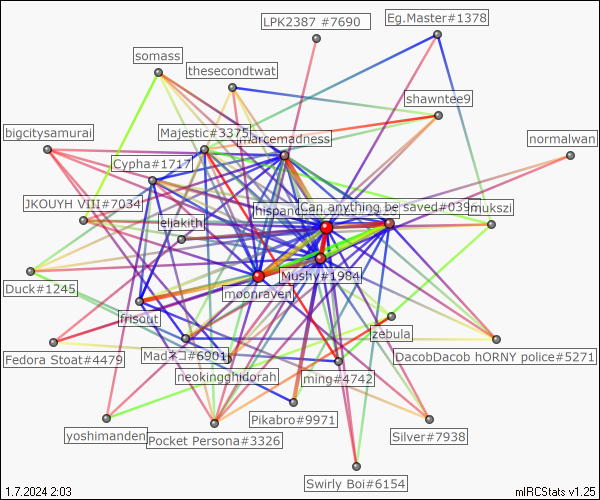 LPK2387 #7690
Eg.Master#1378
somass
thesecondtwat
shawntee9
bigcitysamurai
Majestic#3375
marcemadness
normalwan
Cypha#1717
JKOUYH VIII#7034
hispand
Can,anything be saved#039
mukszi
eliakith
Duck#1245
Mushy#1984
moonraven
frisout
zebula
Fedora Stoat#4479
Madネコ#6901
DacobDacob hORNY police#5271
neokingghidorah
ming#4742
yoshimanden
Pocket Persona#3326
Pikabro#9971
Silver#7938
Swirly Boi#6154
1.7.2024 2:03
mIRCStats v1.25